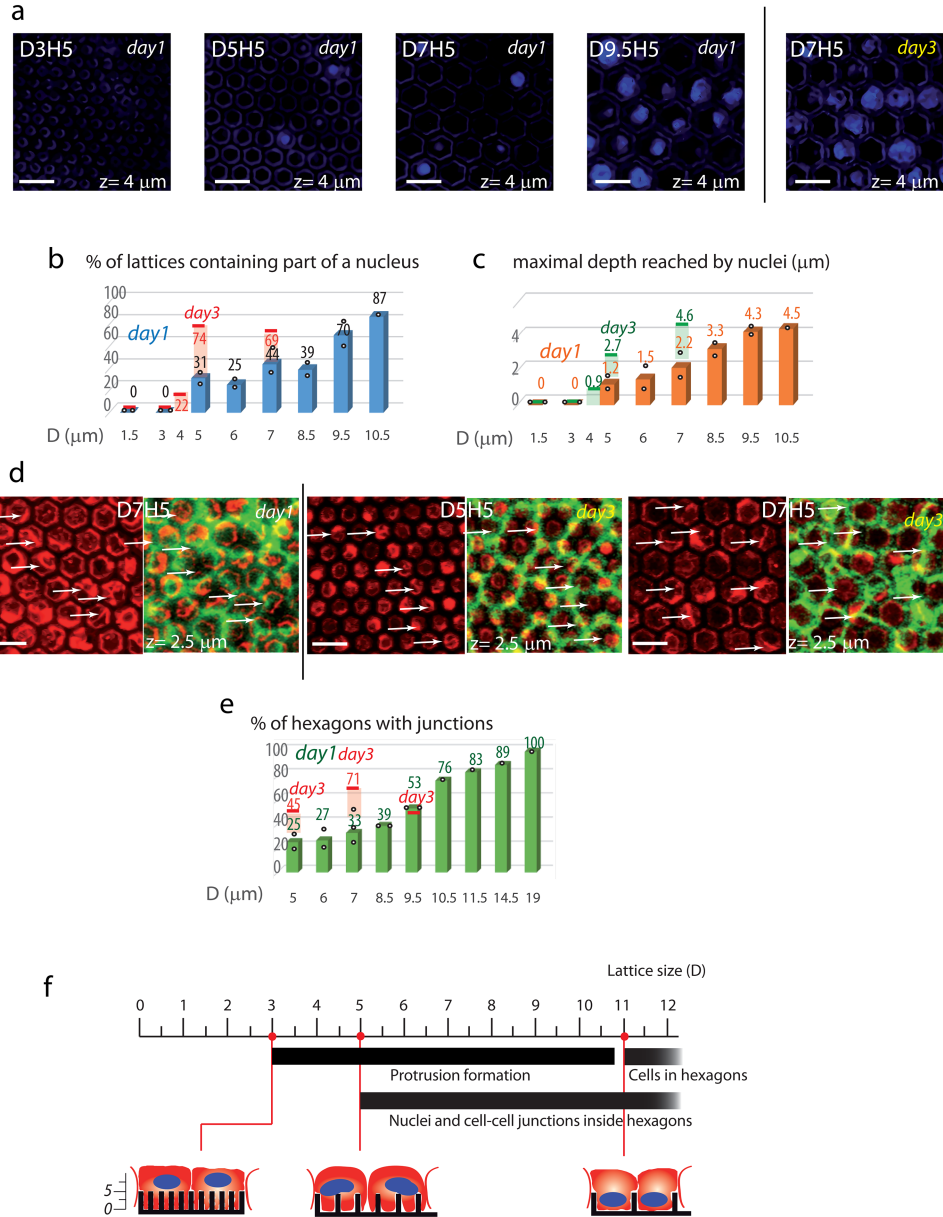 a
D3H5 day1 D5H5 day1 D7H5 day1 D9.5H5 day1 D7H5 day3
z= 4 μm z= 4 μm z= 4 μm z= 4 μm z= 4 μm
b % of lattices containing part of a nucleus
100
80
60
40
20
0
day1
day3
0 0 22 74 31 25 69 44 39 70 87
D (μm) 1.5 3 4 5 6 7 8.5 9.5 10.5
c maximal depth reached by nuclei (μm)
4
2
0
day1
day3
0 0 0.9 2.7 1.2 1.5 4.6 2.2 3.3 4.3 4.5
D (μm) 1.5 3 4 5 6 7 8.5 9.5 10.5
d
D7H5 day1 D5H5 day3 D7H5 day3
z= 2.5 μm z= 2.5 μm z= 2.5 μm
e % of hexagons with junctions
100
80
60
40
20
0
day1 day3
day3
day3
45 25 27 71 33 39 53 76 83 89 100
D (μm) 5 6 7 8.5 9.5 10.5 11.5 14.5 19
f
Lattice size (D)
0 1 2 3 4 5 6 7 8 9 10 11 12
Protrusion formation
Cells in hexagons
Nuclei and cell-cell junctions inside hexagons
5
0